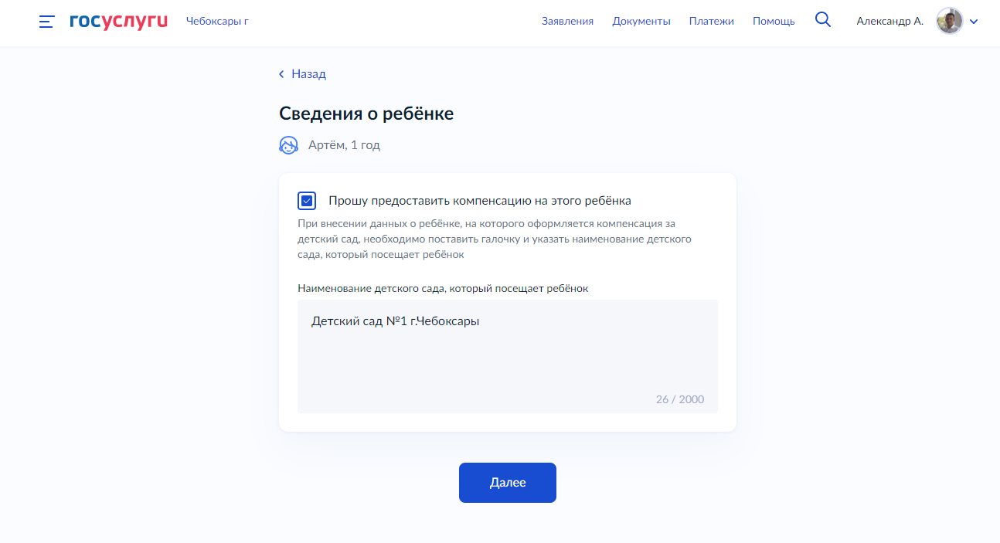 госуслуги Чебоксары г Заявления Документы Платежи Помощь Александр А.
Назад
Сведения о ребёнке
Артём, 1 год
Прошу предоставить компенсацию на этого ребёнка
При внесении данных о ребёнке, на которого оформляется компенсация за
детский сад, необходимо поставить галочку и указать наименование детского
сада, который посещает ребёнок
Наименование детского сада, который посещает ребёнок
Детский сад №1 г.Чебоксары
26 / 2000
Далее